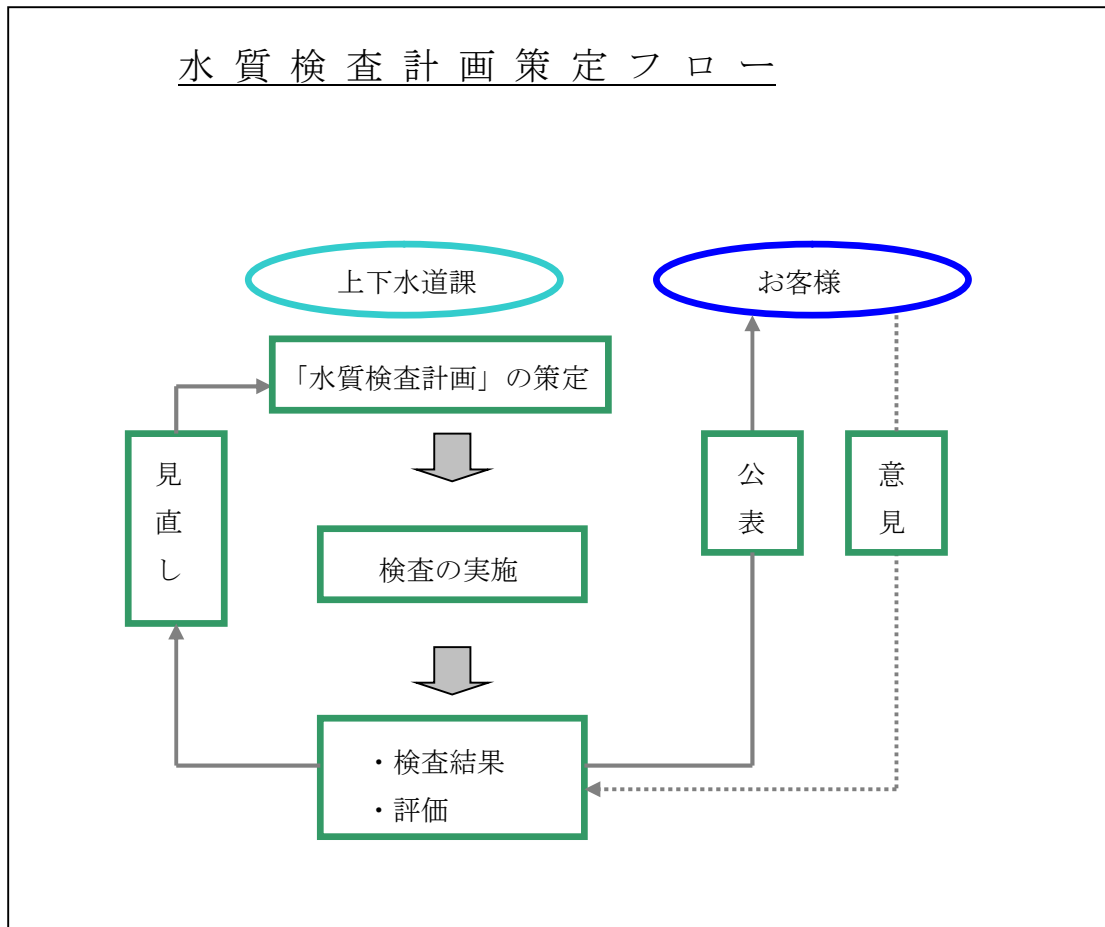 水質検査計画策定フロー
上下水道課
お客様
「水質検査計画」の策定
見直し
公表
意見
検査の実施
・検査結果
・評価